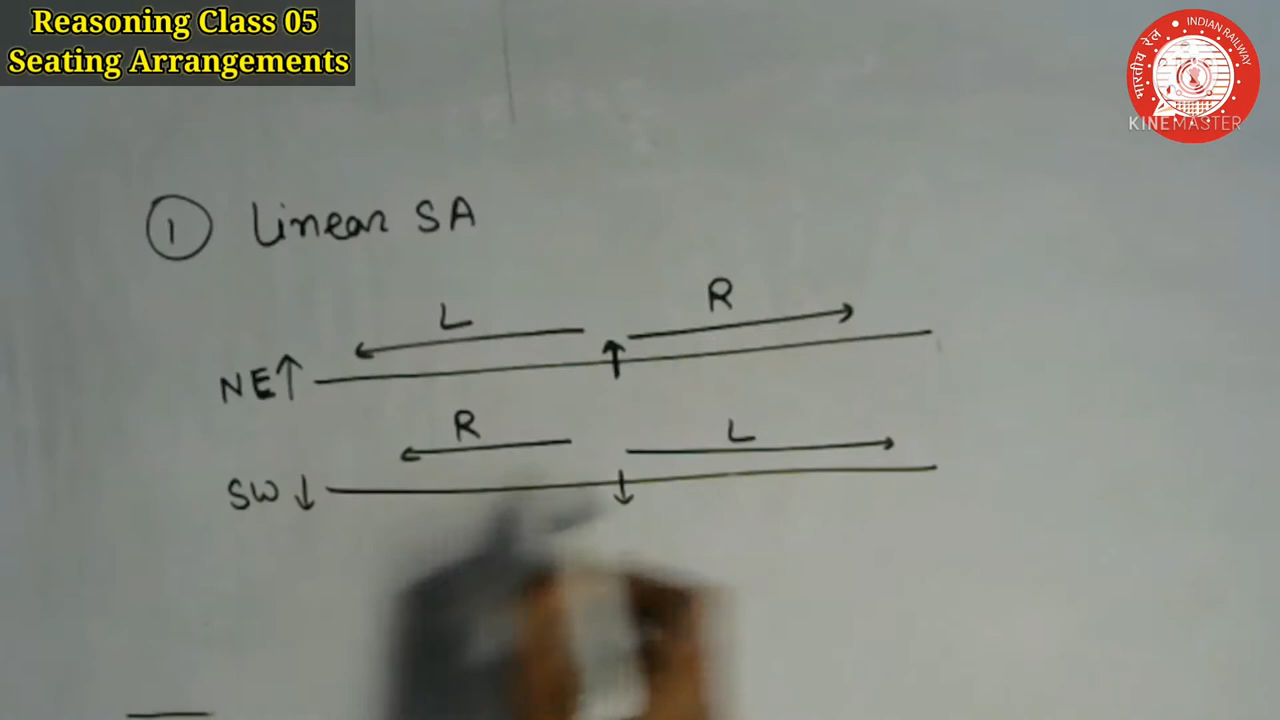 Reasoning Class 05
Seating Arrangements
भारतीय रेल INDIAN RAILWAY
KINEMASTER
① Linear SA
L R
NE↑ ↑
R L
SW↓ ↓